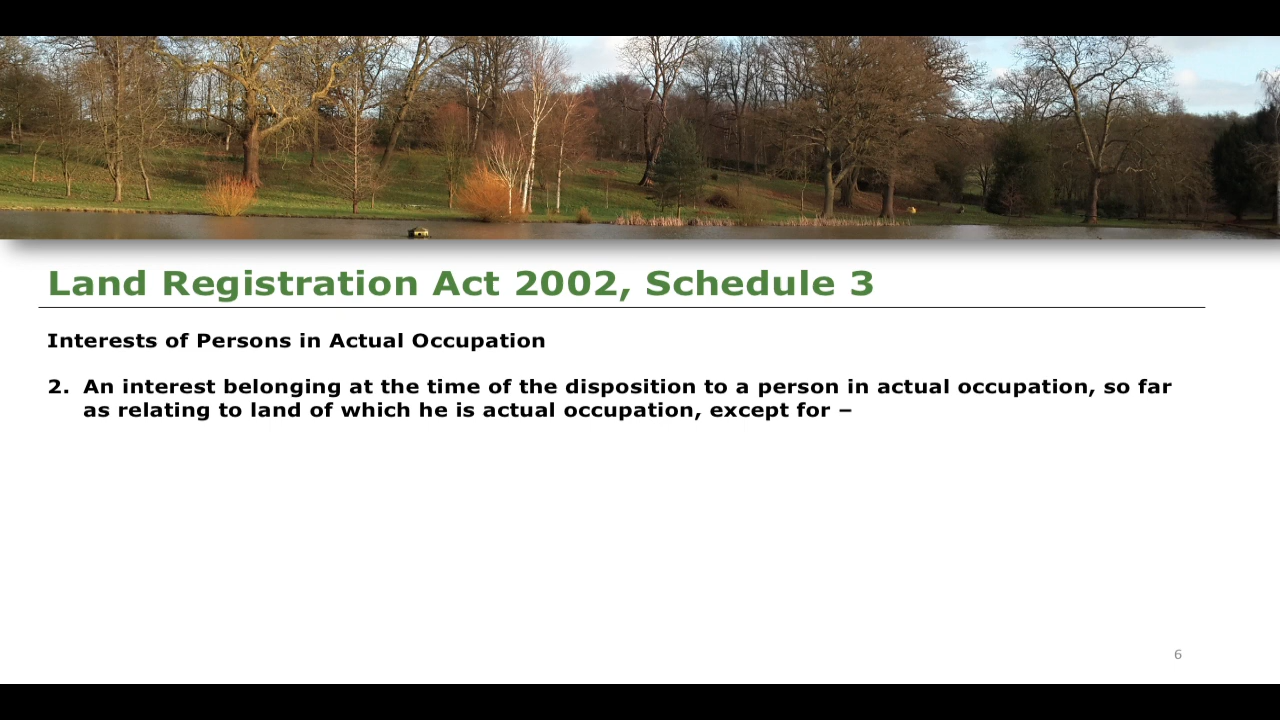 Land Registration Act 2002, Schedule 3
Interests of Persons in Actual Occupation
2. An interest belonging at the time of the disposition to a person in actual occupation, so far
as relating to land of which he is actual occupation, except for –
6